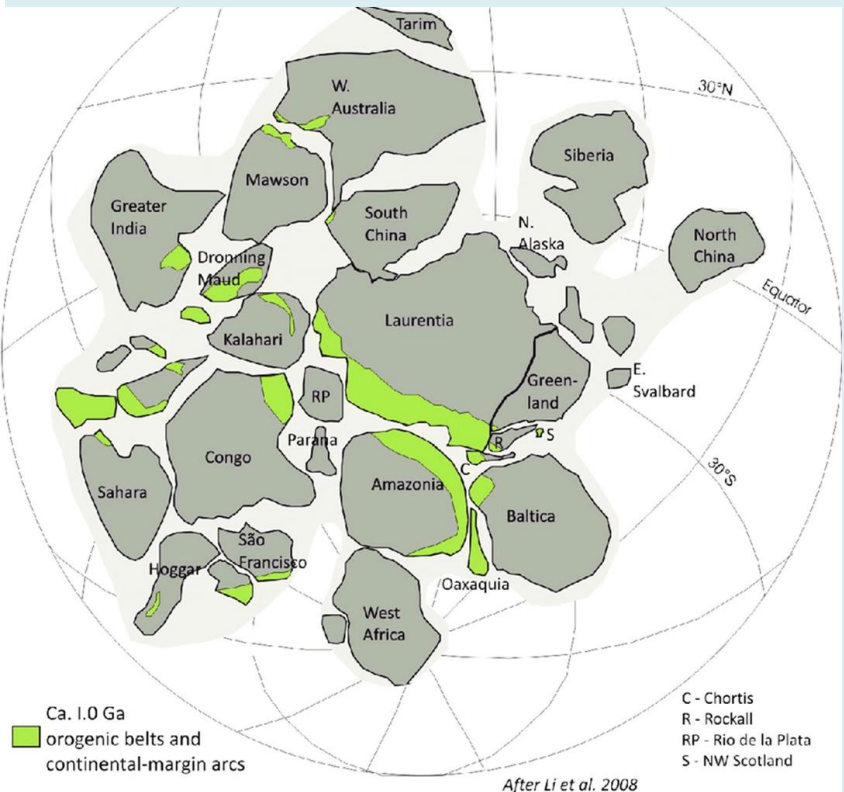 Tarim
W.
Australia
30°N
Siberia
Mawson
Greater
India
South
China
N.
Alaska
North
China
Dronning
Maud
Equator
Kalahari
Laurentia
Green-
land
E.
Svalbard
RP
R
S
Parana
C
30°S
Congo
Sahara
Amazonia
Baltica
São
Francisco
Hoggar
Oaxaquia
West
Africa
Ca. I.0 Ga
orogenic belts and
continental-margin arcs
C - Chortis
R - Rockall
RP - Rio de la Plata
S - NW Scotland
After Li et al. 2008